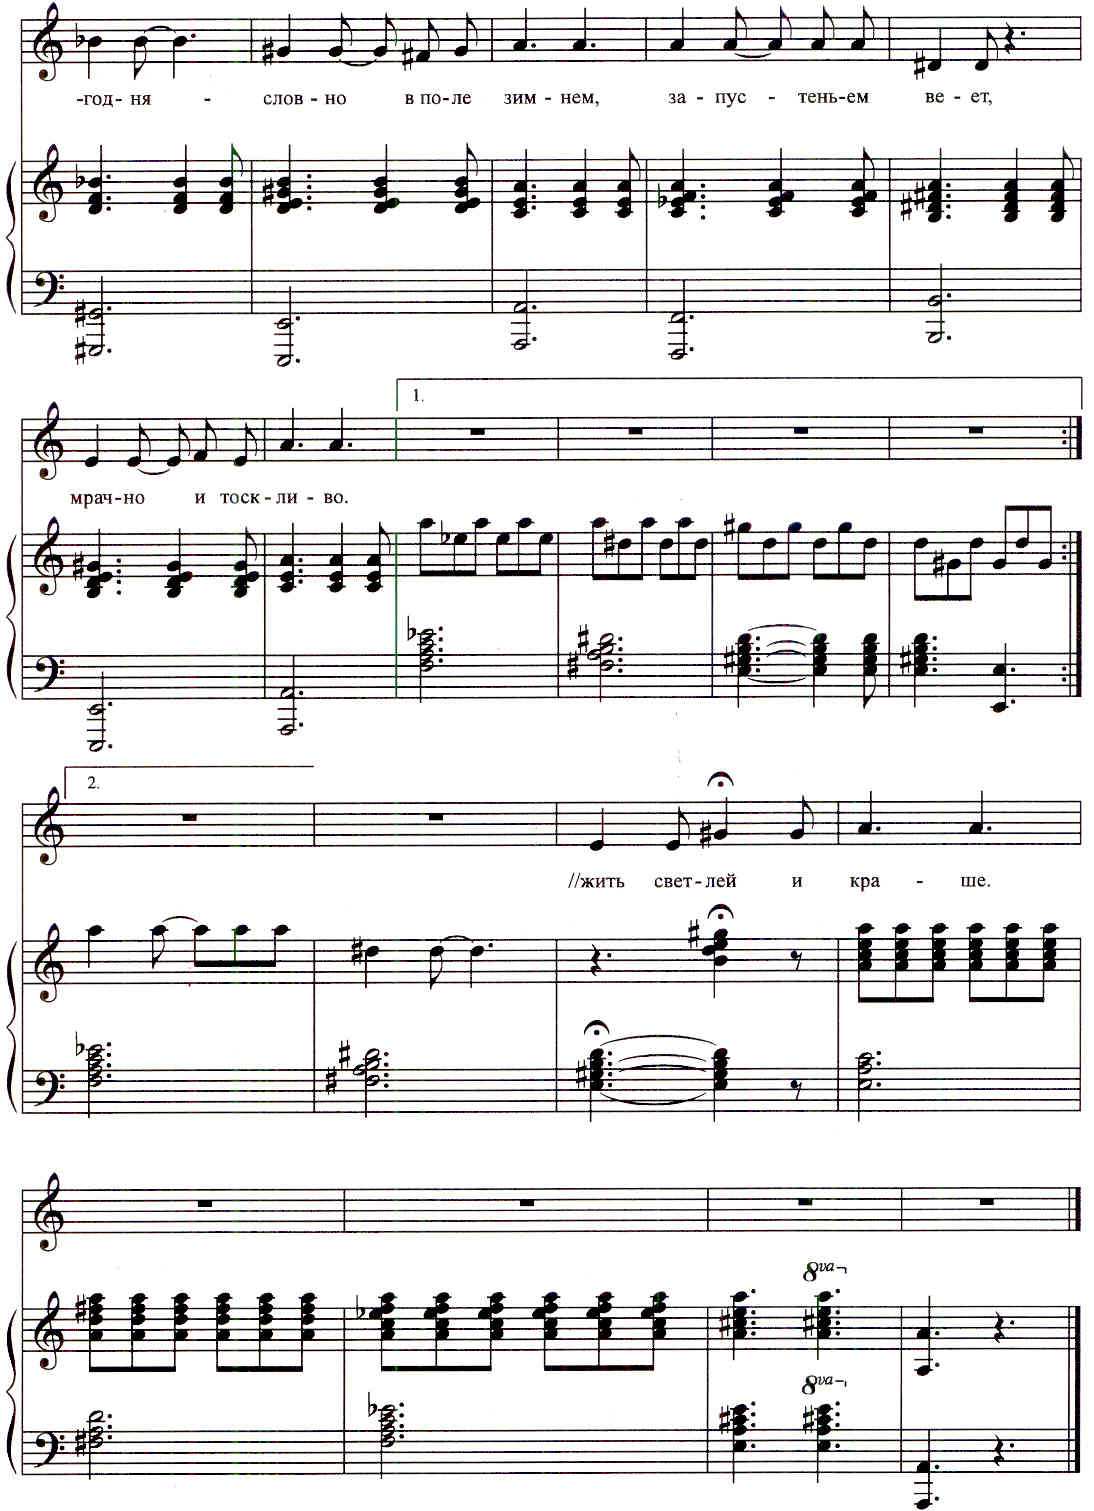 -год- ня - слов - но в по-ле зим - нем, за - пус - тень-ем ве - ет,
1.
мрач-но и тоск-ли - во.
2.
//жить свет-лей и кра - ше.
8va
8va